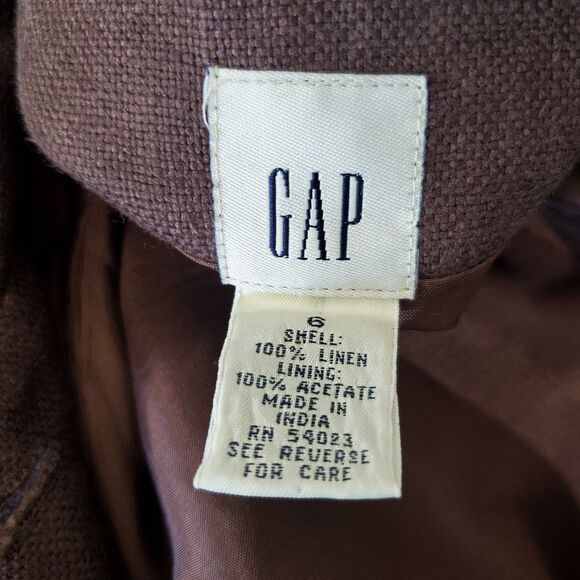 GAP
6
SHELL:
100% LINEN
LINING:
100% ACETATE
MADE IN
INDIA
RN 54023
SEE REVERSE
FOR CARE